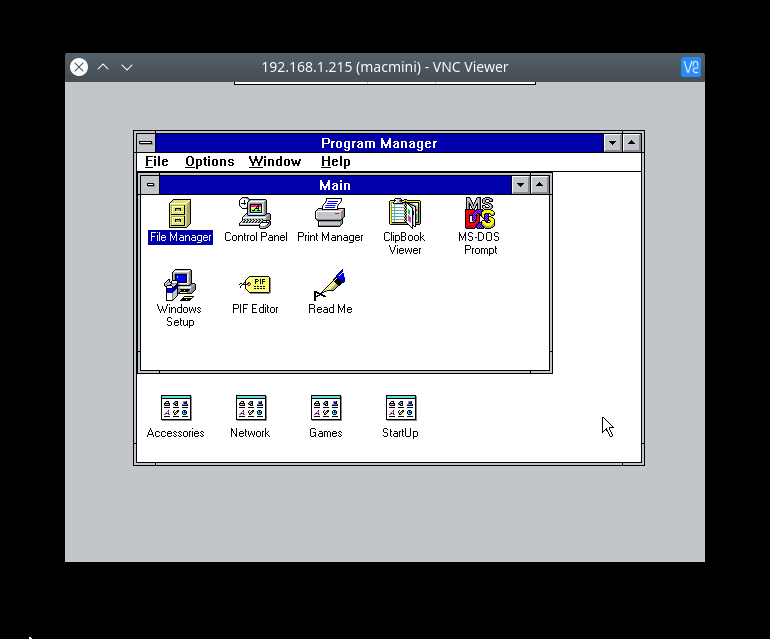 192.168.1.215 (macmini) - VNC Viewer
Program Manager
File Options Window Help
Main
File Manager Control Panel Print Manager ClipBook Viewer MS-DOS Prompt
Windows Setup PIF Editor Read Me
Accessories Network Games StartUp